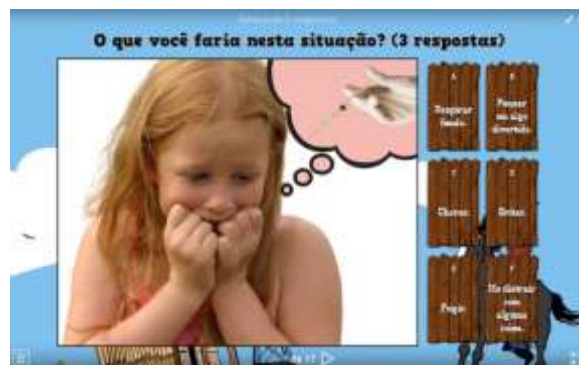 O que você faria nesta situação? (3 respostas)
Respirar
fundo.
Pensar
em algo
divertido.
Chorar.
Gritar.
Fugir.
Me distrair
com
alguma
coisa.